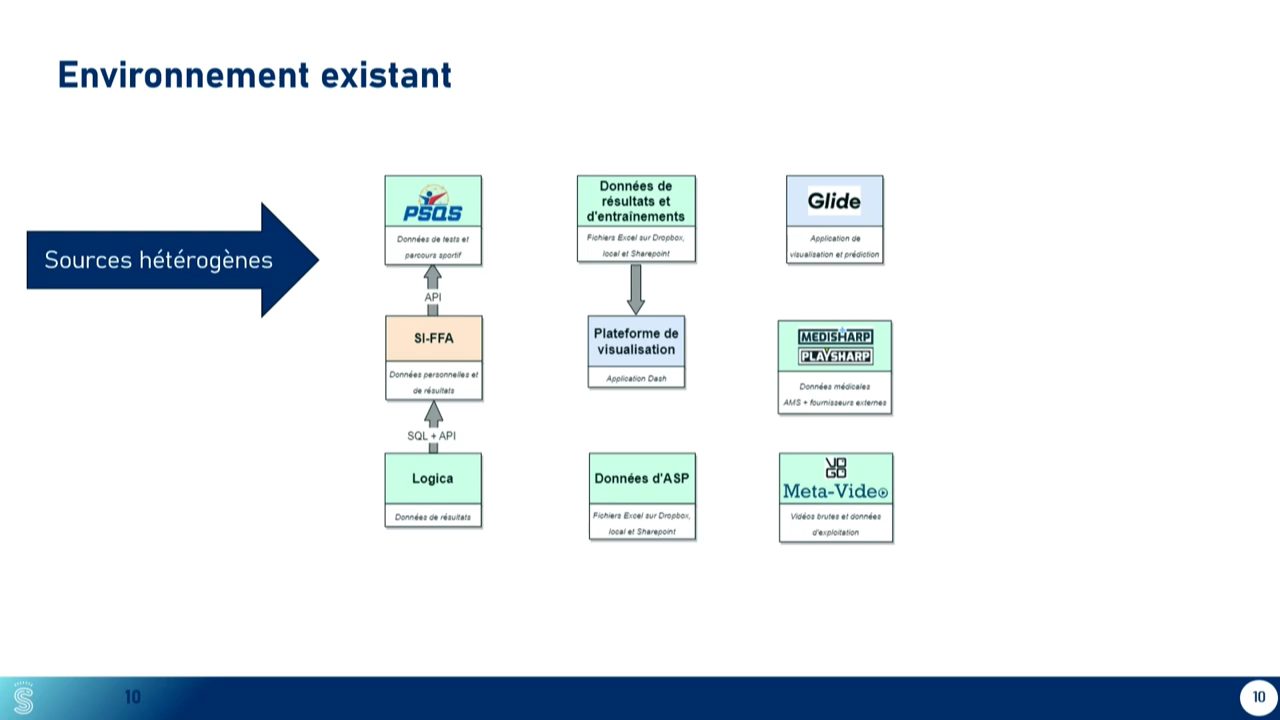 Environnement existant
Sources hétérogènes
PSQS
Données de tests et
parcours sportif
API
SI-FFA
Données personnelles et
de résultats
SQL + API
Logica
Données de résultats
Données de
résultats et
d'entraînements
Fichiers Excel sur Dropbox,
local et Sharepoint
Plateforme de
visualisation
Application Dash
Données d'ASP
Fichiers Excel sur Dropbox,
local et Sharepoint
Glide
Application de
visualisation et prédiction
MEDISHARP
PLAYSHARP
Données médicales
AMS + fournisseurs externes
VOGO
Meta-Video
Vidéos brutes et données
d'exploitation
10
10